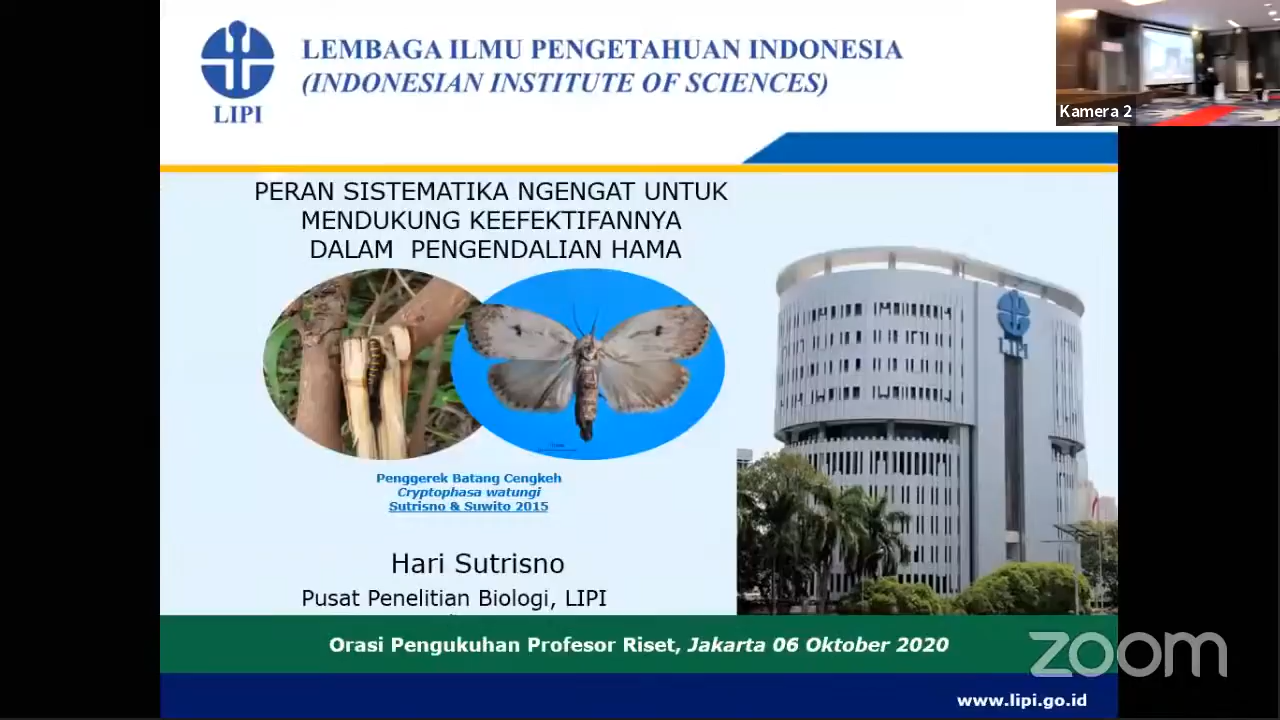 LEMBAGA ILMU PENGETAHUAN INDONESIA
(INDONESIAN INSTITUTE OF SCIENCES)
LIPI
Kamera 2
PERAN SISTEMATIKA NGENGAT UNTUK
MENDUKUNG KEEFEKTIFANNYA
DALAM PENGENDALIAN HAMA
LIPI
Penggerek Batang Cengkeh
Cryptophasa watungi
Sutrisno & Suwito 2015
Hari Sutrisno
Pusat Penelitian Biologi, LIPI
Orasi Pengukuhan Profesor Riset, Jakarta 06 Oktober 2020
zoom
www.lipi.go.id